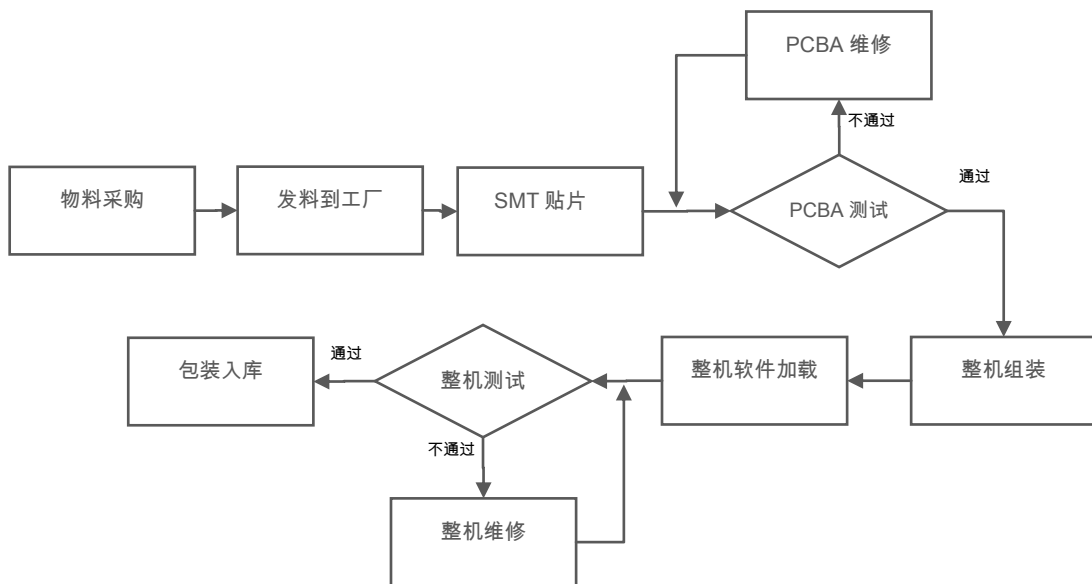 PCBA 维修
不通过
物料采购
发料到工厂
SMT 贴片
PCBA 测试
通过
包装入库
通过
整机测试
整机软件加载
整机组装
不通过
整机维修